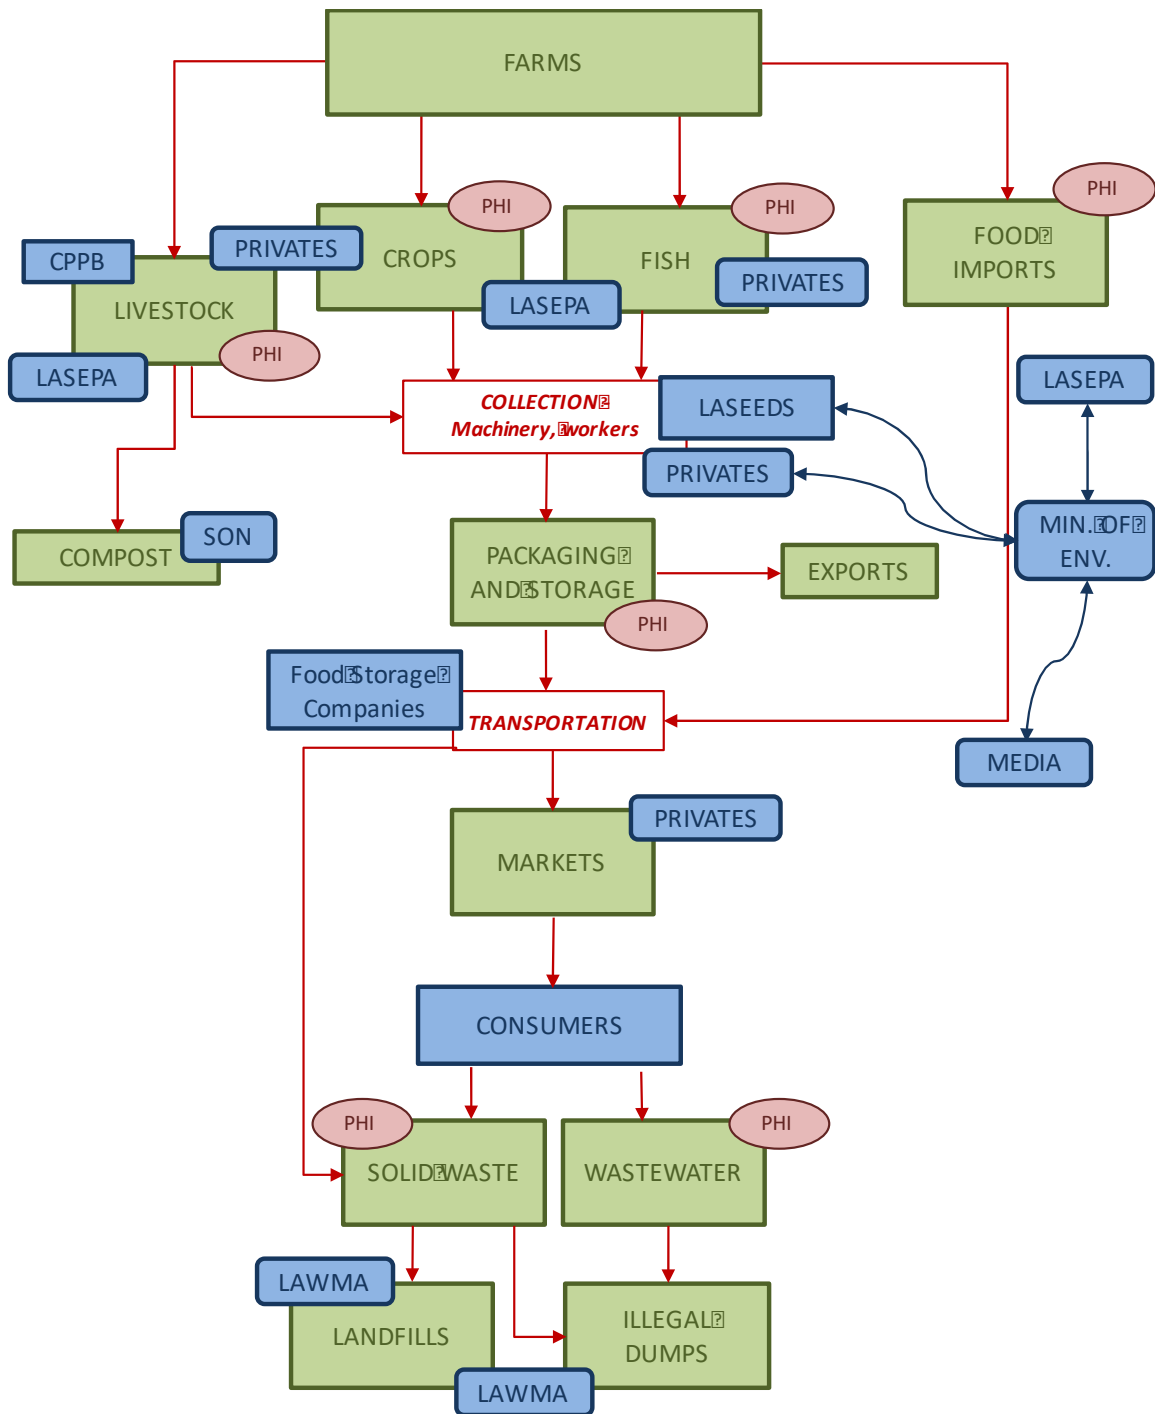 FARMS
PHI
PHI
PHI
CPPB
PRIVATES
CROPS
FISH
FOOD
IMPORTS
LIVESTOCK
LASEPA
PRIVATES
PHI
LASEPA
LASEPA
COLLECTION -
Machinery, workers
LASEEDS
PRIVATES
COMPOST
SON
PACKAGING
AND STORAGE
EXPORTS
MIN. OF
ENV.
PHI
Food Storage
Companies
TRANSPORTATION
MEDIA
MARKETS
PRIVATES
CONSUMERS
PHI
PHI
SOLID WASTE
WASTEWATER
LAWMA
LANDFILLS
ILLEGAL
DUMPS
LAWMA